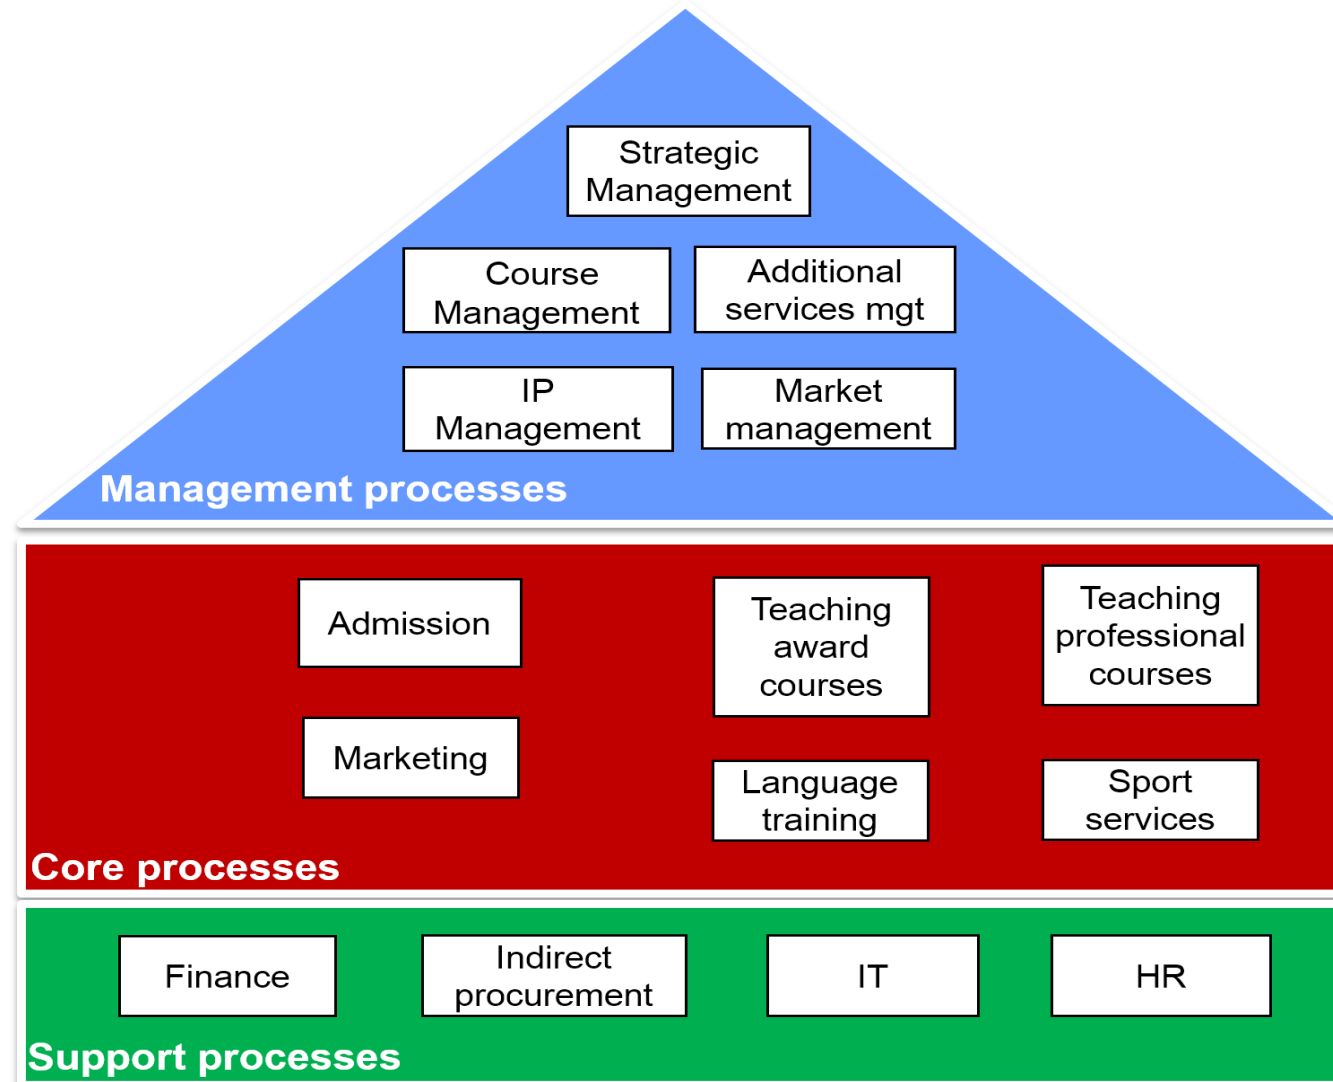 Strategic
Management
Course
Management
Additional
services mgt
IP
Management
Market
management
Management processes
Admission
Teaching
award
courses
Teaching
professional
courses
Marketing
Language
training
Sport
services
Core processes
Finance
Indirect
procurement
IT
HR
Support processes